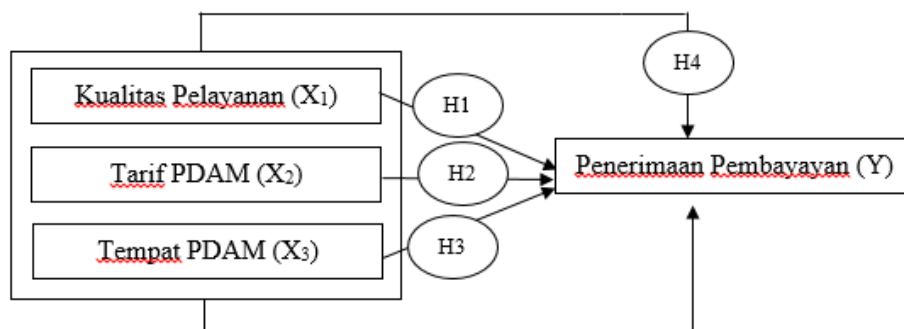 H4
Kualitas Pelayanan (X₁)
H1
Tarif PDAM (X₂)
H2
Penerimaan Pembayayan (Y)
Tempat PDAM (X₃)
H3